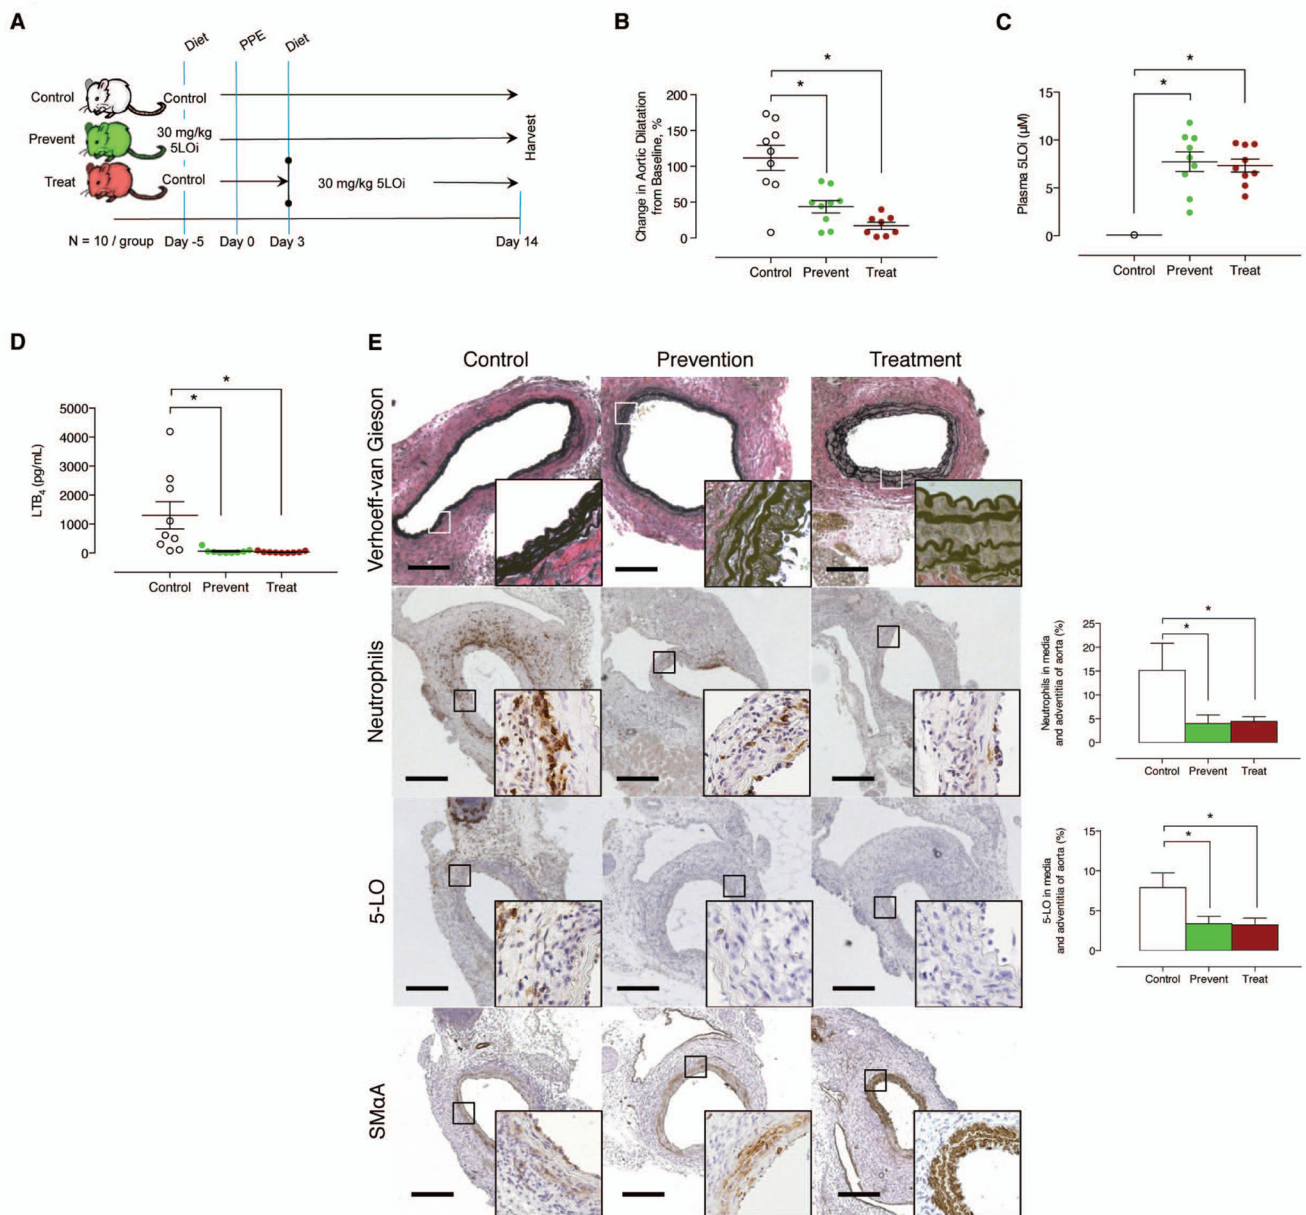 A
Diet
PPE
Diet
Control
Control
Prevent
30 mg/kg
5LOi
Treat
Control
30 mg/kg 5LOi
Harvest
N = 10 / group
Day -5
Day 0
Day 3
Day 14
B
*
*
Change in Aortic Dilatation
from Baseline, %
200
150
100
50
0
Control
Prevent
Treat
C
*
*
Plasma 5LOi (µM)
15
10
5
0
Control
Prevent
Treat
D
*
*
LTB4 (pg/mL)
5000
4000
3000
2000
1000
0
Control
Prevent
Treat
E
Control
Prevention
Treatment
Verhoeff-van Gieson
Neutrophils
5-LO
SMαA
*
*
Neutrophils in media
and adventitia of aorta (%)
25
20
15
10
5
0
Control
Prevent
Treat
*
*
5-LO in media
and adventitia of aorta (%)
15
10
5
0
Control
Prevent
Treat